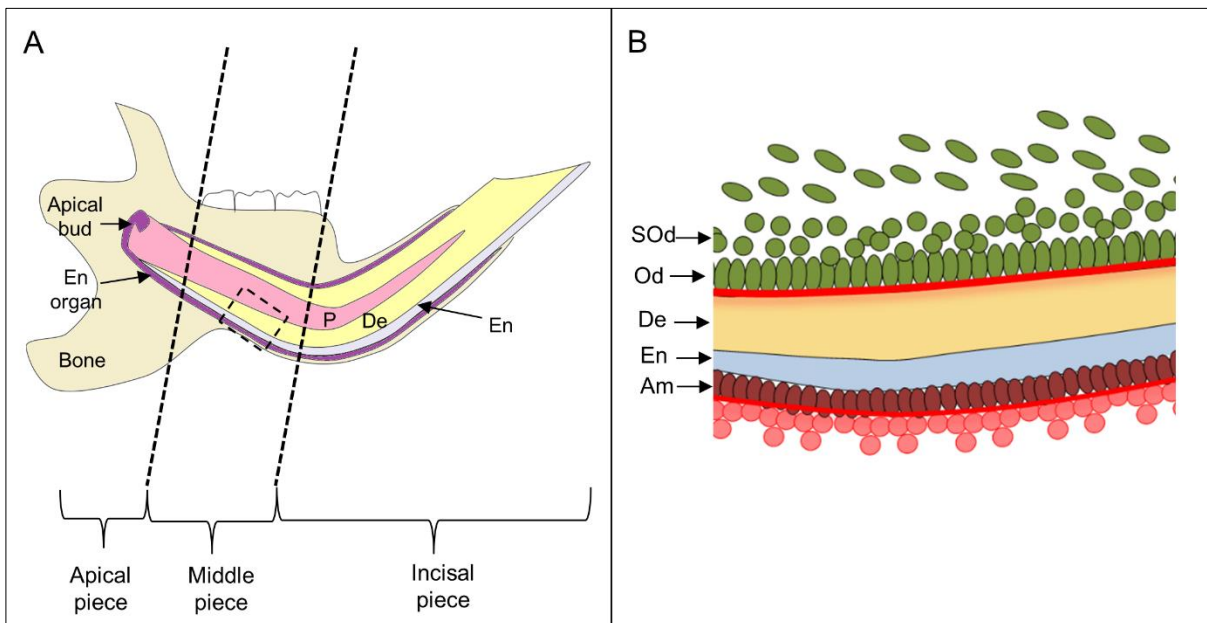 A
Apical
bud
En
organ
Bone
P
De
En
Apical
piece
Middle
piece
Incisal
piece
B
SOd
Od
De
En
Am